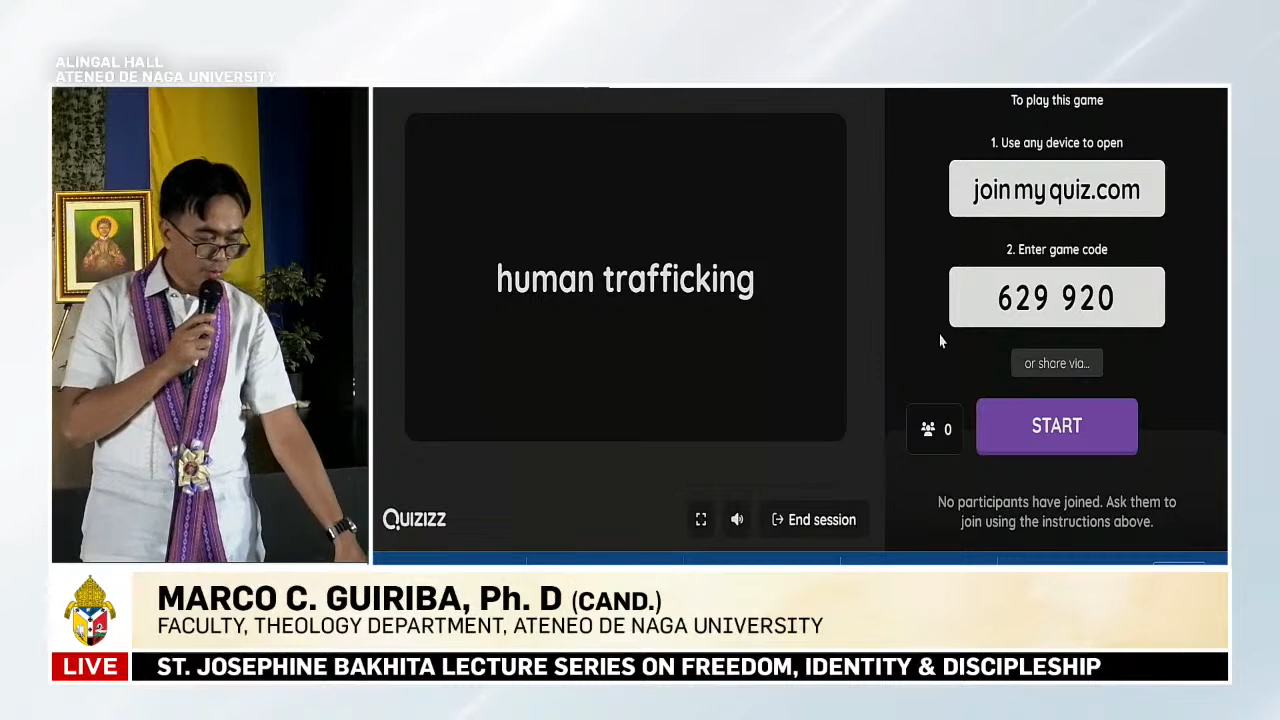 ALINGAL HALL
ATENEO DE NAGA UNIVERSITY
human trafficking
To play this game
1. Use any device to open
joinmyquiz.com
2. Enter game code
629 920
or share via...
0
START
No participants have joined. Ask them to
join using the instructions above.
QUIZIZZ
End session
MARCO C. GUIRIBA, Ph. D (CAND.)
FACULTY, THEOLOGY DEPARTMENT, ATENEO DE NAGA UNIVERSITY
LIVE
ST. JOSEPHINE BAKHITA LECTURE SERIES ON FREEDOM, IDENTITY & DISCIPLESHIP